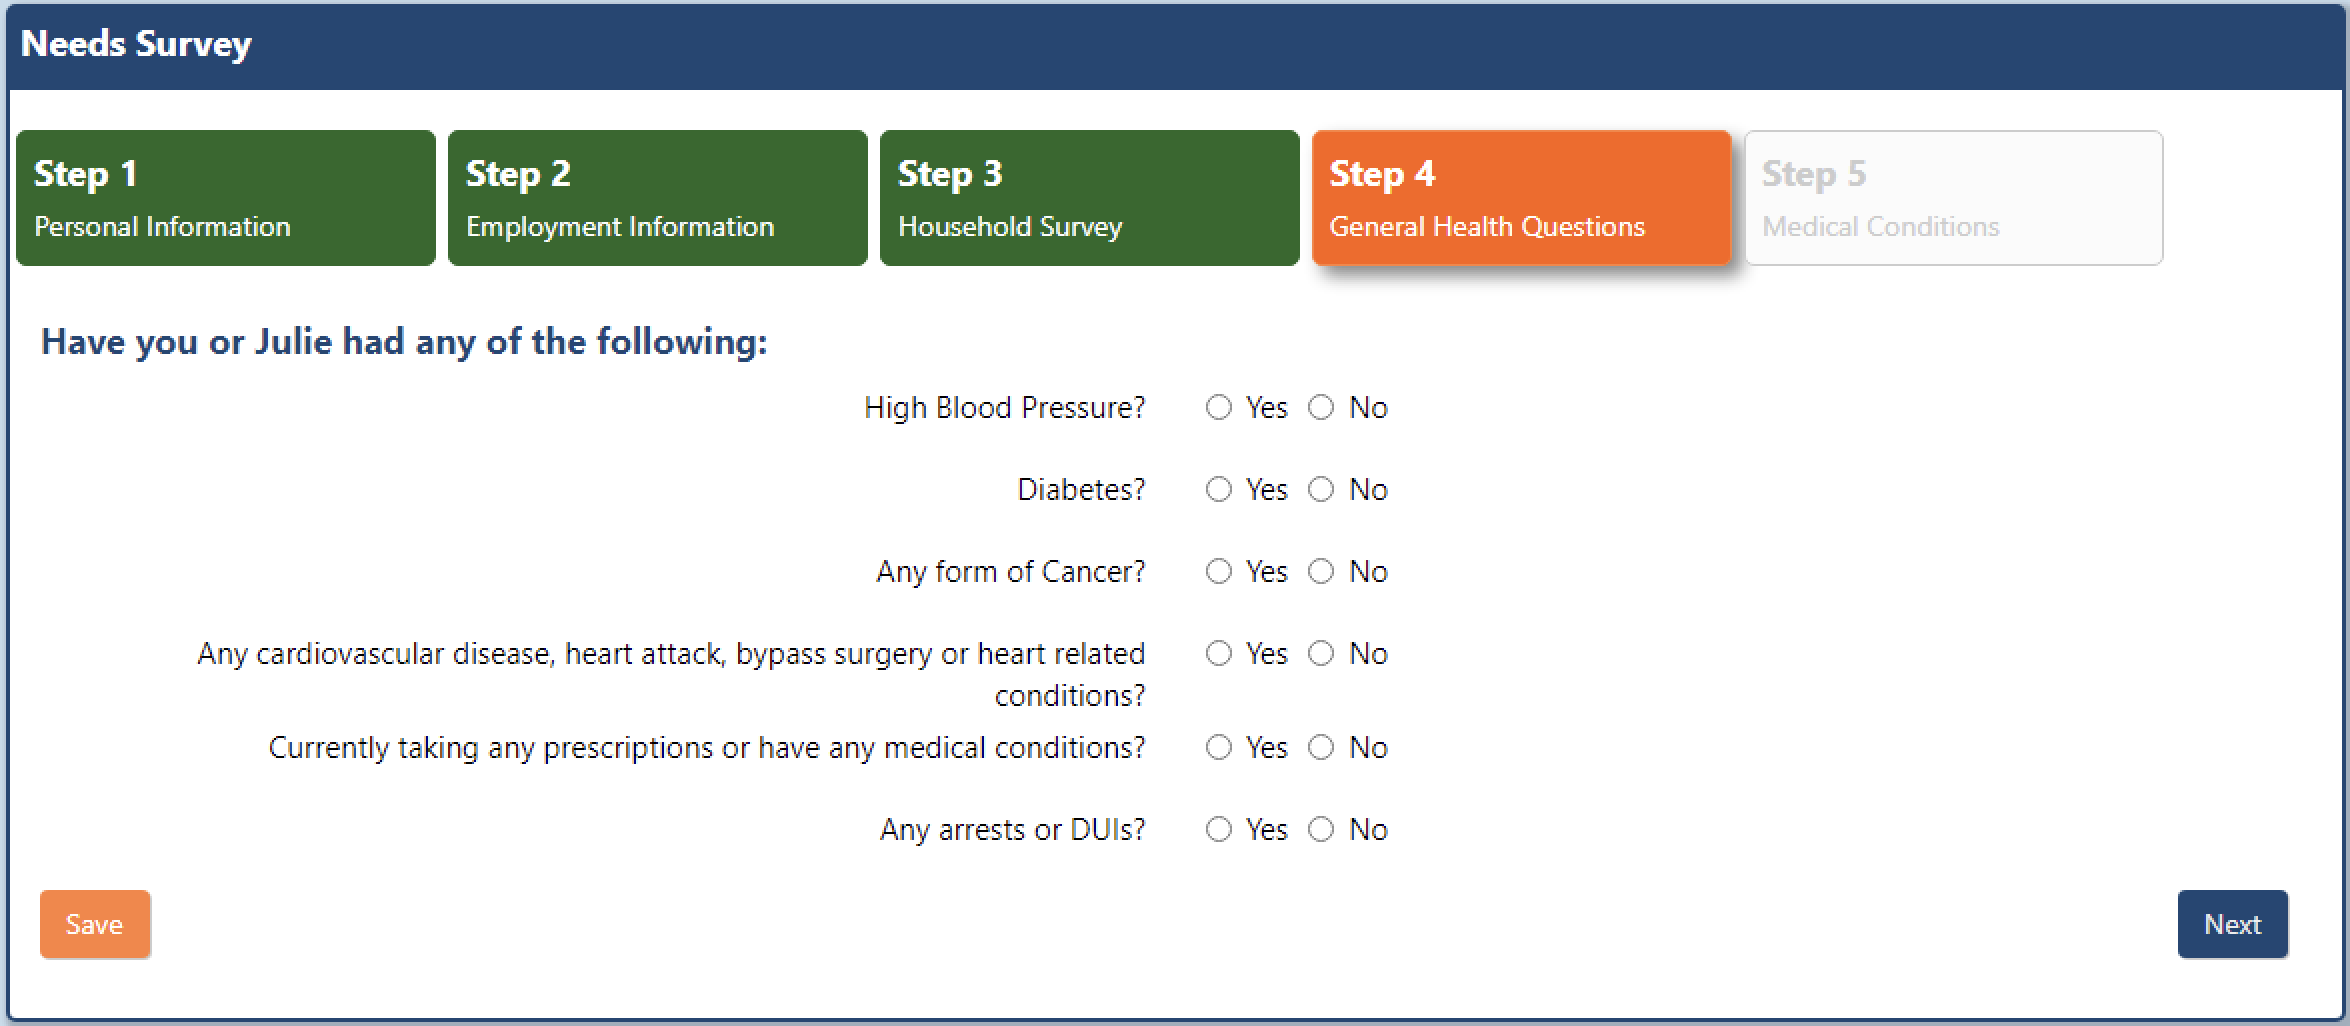 Needs Survey
Step 1
Personal Information
Step 2
Employment Information
Step 3
Household Survey
Step 4
General Health Questions
Step 5
Medical Conditions
Have you or Julie had any of the following:
High Blood Pressure? Yes No
Diabetes? Yes No
Any form of Cancer? Yes No
Any cardiovascular disease, heart attack, bypass surgery or heart related Yes No
conditions?
Currently taking any prescriptions or have any medical conditions? Yes No
Any arrests or DUIs? Yes No
Save
Next